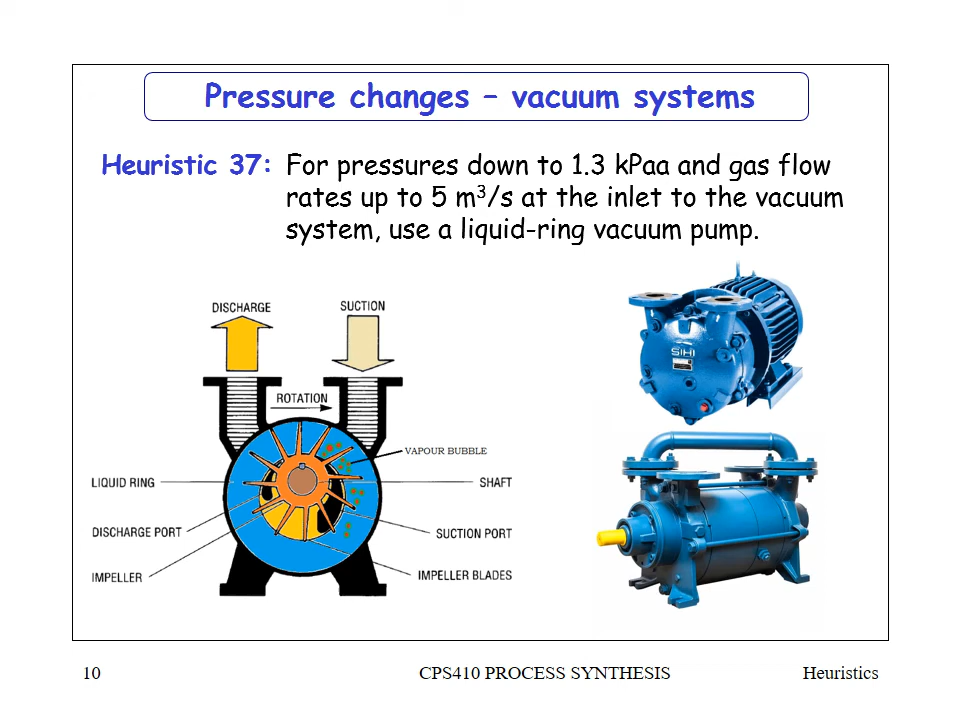 Pressure changes – vacuum systems
Heuristic 37: For pressures down to 1.3 kPaa and gas flow
rates up to 5 m³/s at the inlet to the vacuum
system, use a liquid-ring vacuum pump.
DISCHARGE
SUCTION
ROTATION
VAPOUR BUBBLE
LIQUID RING
SHAFT
DISCHARGE PORT
SUCTION PORT
IMPELLER
IMPELLER BLADES
SIHI
10 CPS410 PROCESS SYNTHESIS Heuristics